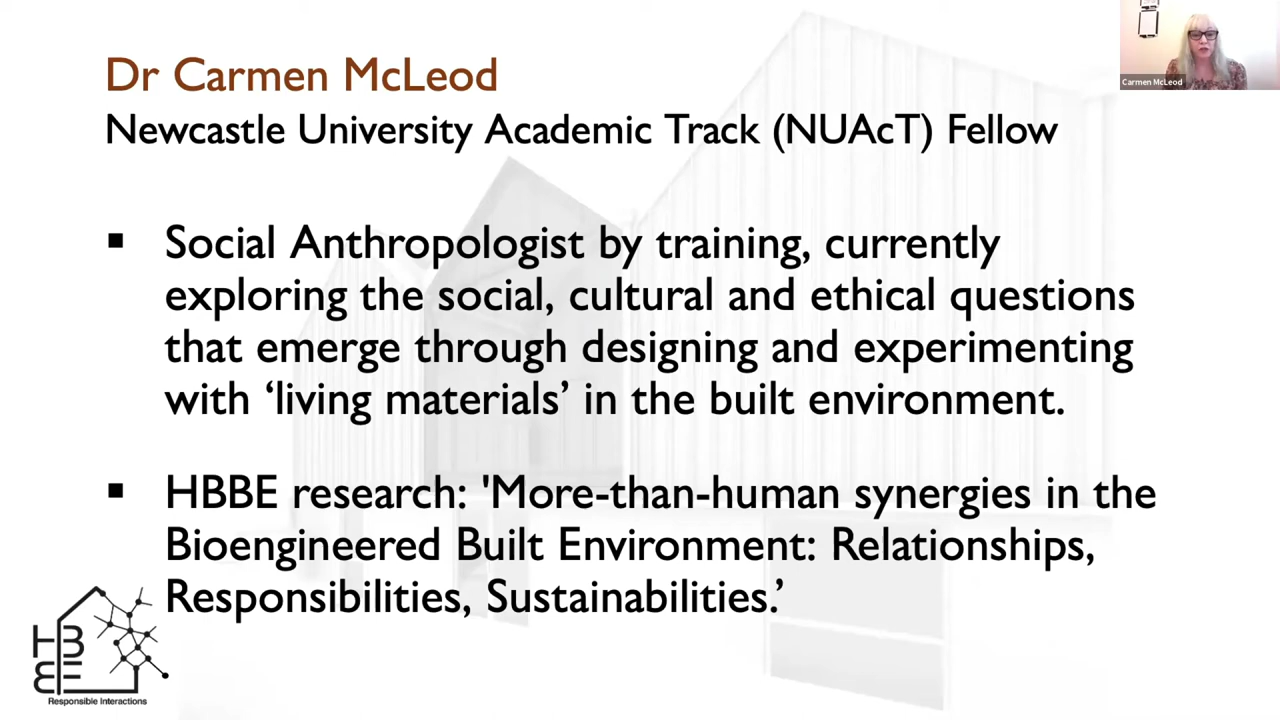 Dr Carmen McLeod
Newcastle University Academic Track (NUAcT) Fellow
Carmen McLeod
▪ Social Anthropologist by training, currently
exploring the social, cultural and ethical questions
that emerge through designing and experimenting
with ‘living materials’ in the built environment.
▪ HBBE research: 'More-than-human synergies in the
Bioengineered Built Environment: Relationships,
Responsibilities, Sustainabilities.’
HB
BE
Responsible Interactions